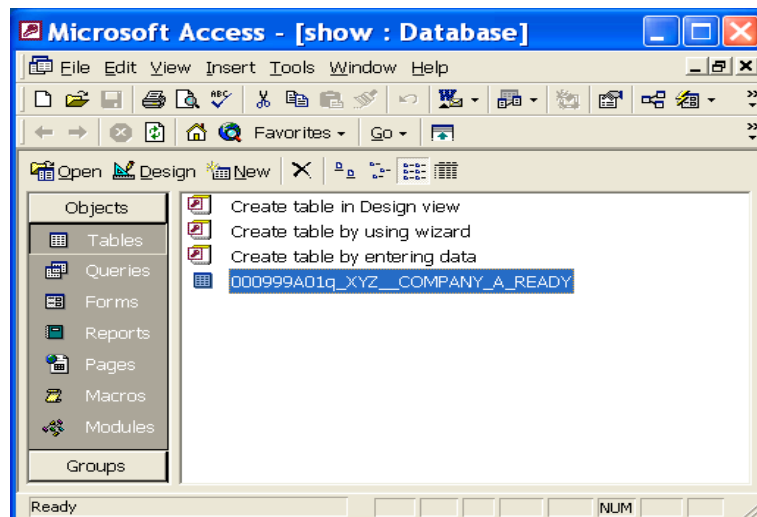 Microsoft Access - [show : Database]
File Edit View Insert Tools Window Help
ABC
W
Favorites Go
Open Design New
Objects
Tables
Queries
Forms
Reports
Pages
Macros
Modules
Groups
Create table in Design view
Create table by using wizard
Create table by entering data
000999A01q_XYZ__COMPANY_A_READY
Ready NUM